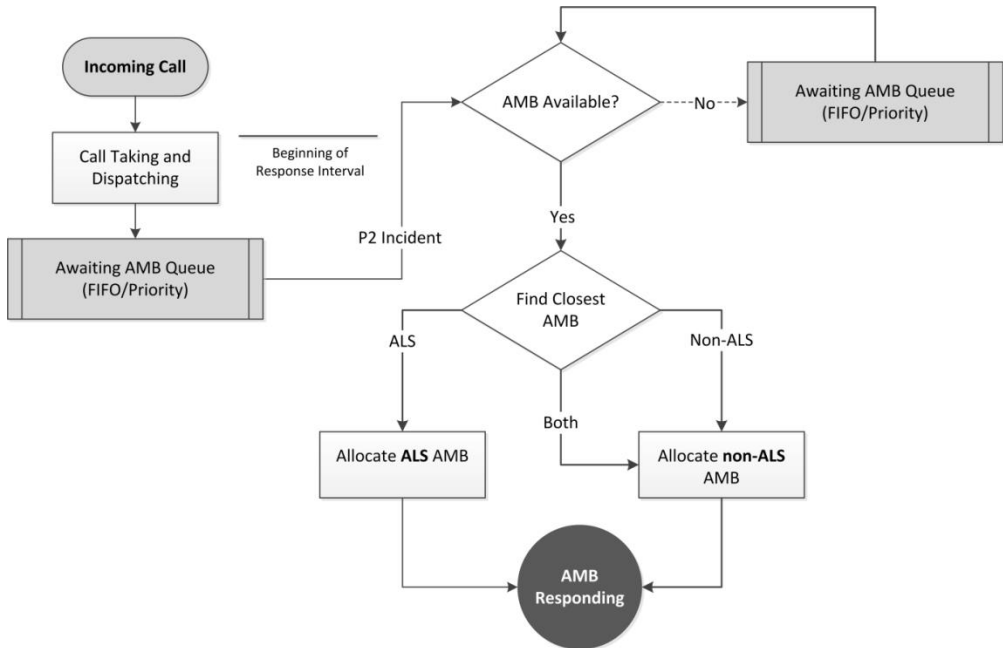 Incoming Call
Call Taking and
Dispatching
Beginning of
Response Interval
Awaiting AMB Queue
(FIFO/Priority)
P2 Incident
AMB Available?
No
Awaiting AMB Queue
(FIFO/Priority)
Yes
Find Closest
AMB
ALS
Non-ALS
Both
Allocate ALS AMB
Allocate non-ALS
AMB
AMB
Responding